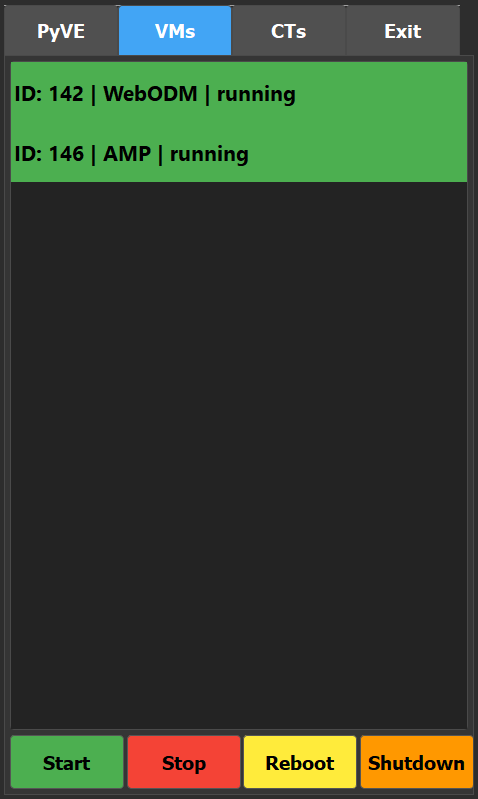 PyVE VMs CTs Exit
ID: 142 | WebODM | running
ID: 146 | AMP | running
Start Stop Reboot Shutdown